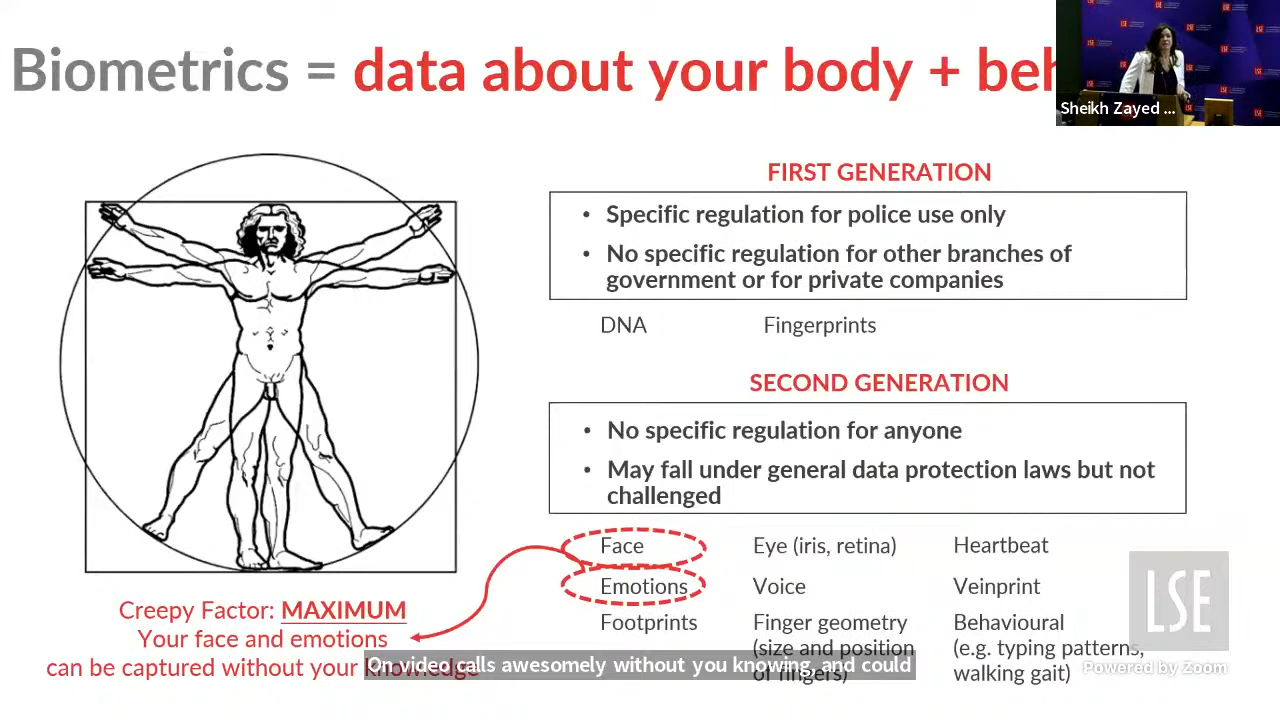 Biometrics = data about your body + beh
Sheikh Zayed ...
FIRST GENERATION
• Specific regulation for police use only
• No specific regulation for other branches of
government or for private companies
DNA Fingerprints
SECOND GENERATION
• No specific regulation for anyone
• May fall under general data protection laws but not
challenged
Face Eye (iris, retina) Heartbeat
Emotions Voice Veinprint
Footprints Finger geometry Behavioural
(size and position (e.g. typing patterns,
of fingers) walking gait)
Creepy Factor: MAXIMUM
Your face and emotions
can be captured without your knowledge
On video calls awesomely without you knowing, and could
LSE
Powered by Zoom